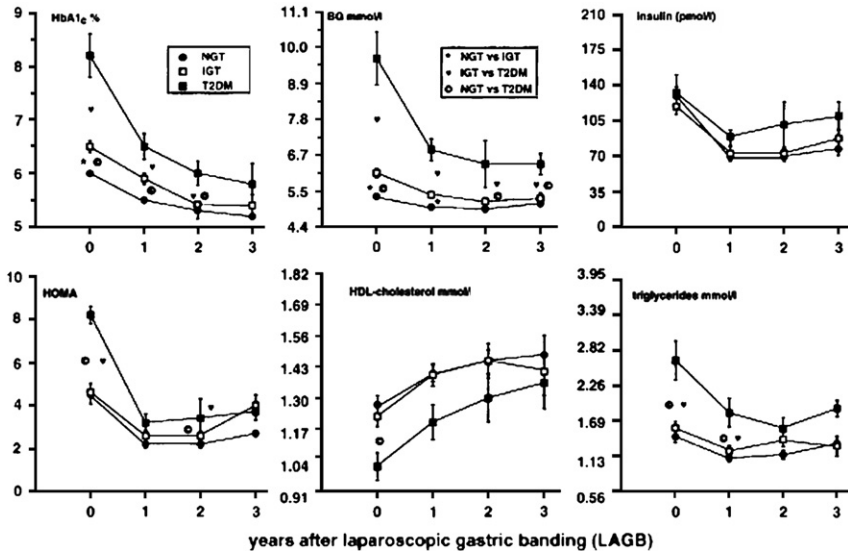 HbA1c %
9
8
7
6
5
0 1 2 3
NGT
IGT
T2DM
BG mmol/l
11.1
10.0
8.9
7.8
6.7
5.5
4.4
0 1 2 3
* NGT vs IGT
♥ IGT vs T2DM
NGT vs T2DM
insulin (pmol/l)
210
175
140
105
70
35
0
0 1 2 3
HOMA
10
8
6
4
2
0
0 1 2 3
HDL-cholesterol mmol/l
1.82
1.69
1.56
1.43
1.30
1.17
1.04
0.91
0 1 2 3
triglycerides mmol/l
3.95
3.39
2.82
2.26
1.69
1.13
0.56
0 1 2 3
years after laparoscopic gastric banding (LAGB)